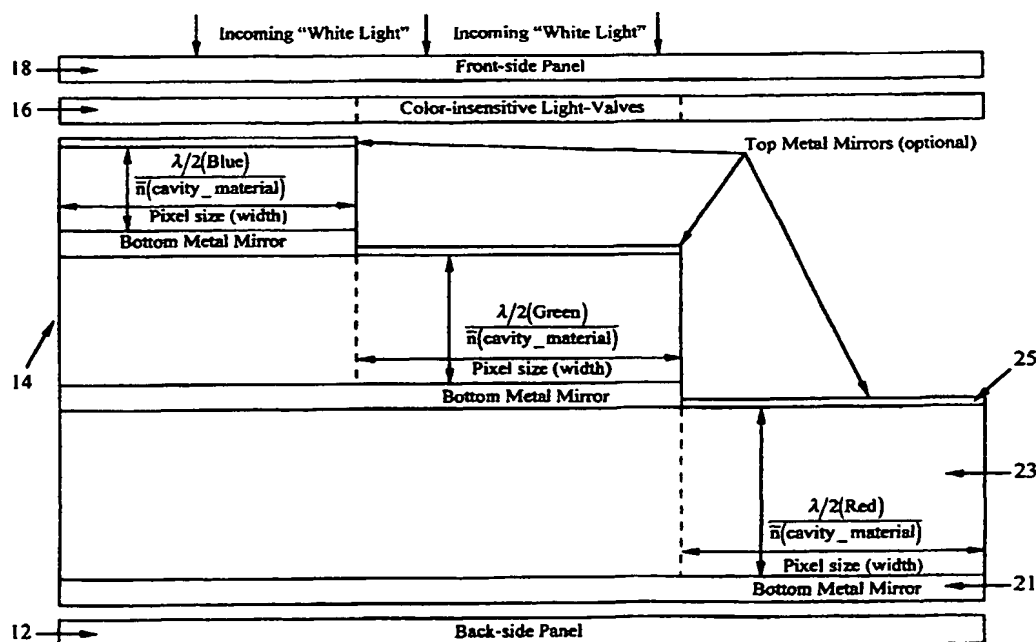 Incoming "White Light" Incoming "White Light"
18 Front-side Panel
16 Color-insensitive Light-Valves
Top Metal Mirrors (optional)
λ/2(Blue)
n̄(cavity_material)
Pixel size (width)
Bottom Metal Mirror
λ/2(Green)
n̄(cavity_material)
Pixel size (width)
14
25
Bottom Metal Mirror
23
λ/2(Red)
n̄(cavity_material)
Pixel size (width)
Bottom Metal Mirror 21
12 Back-side Panel